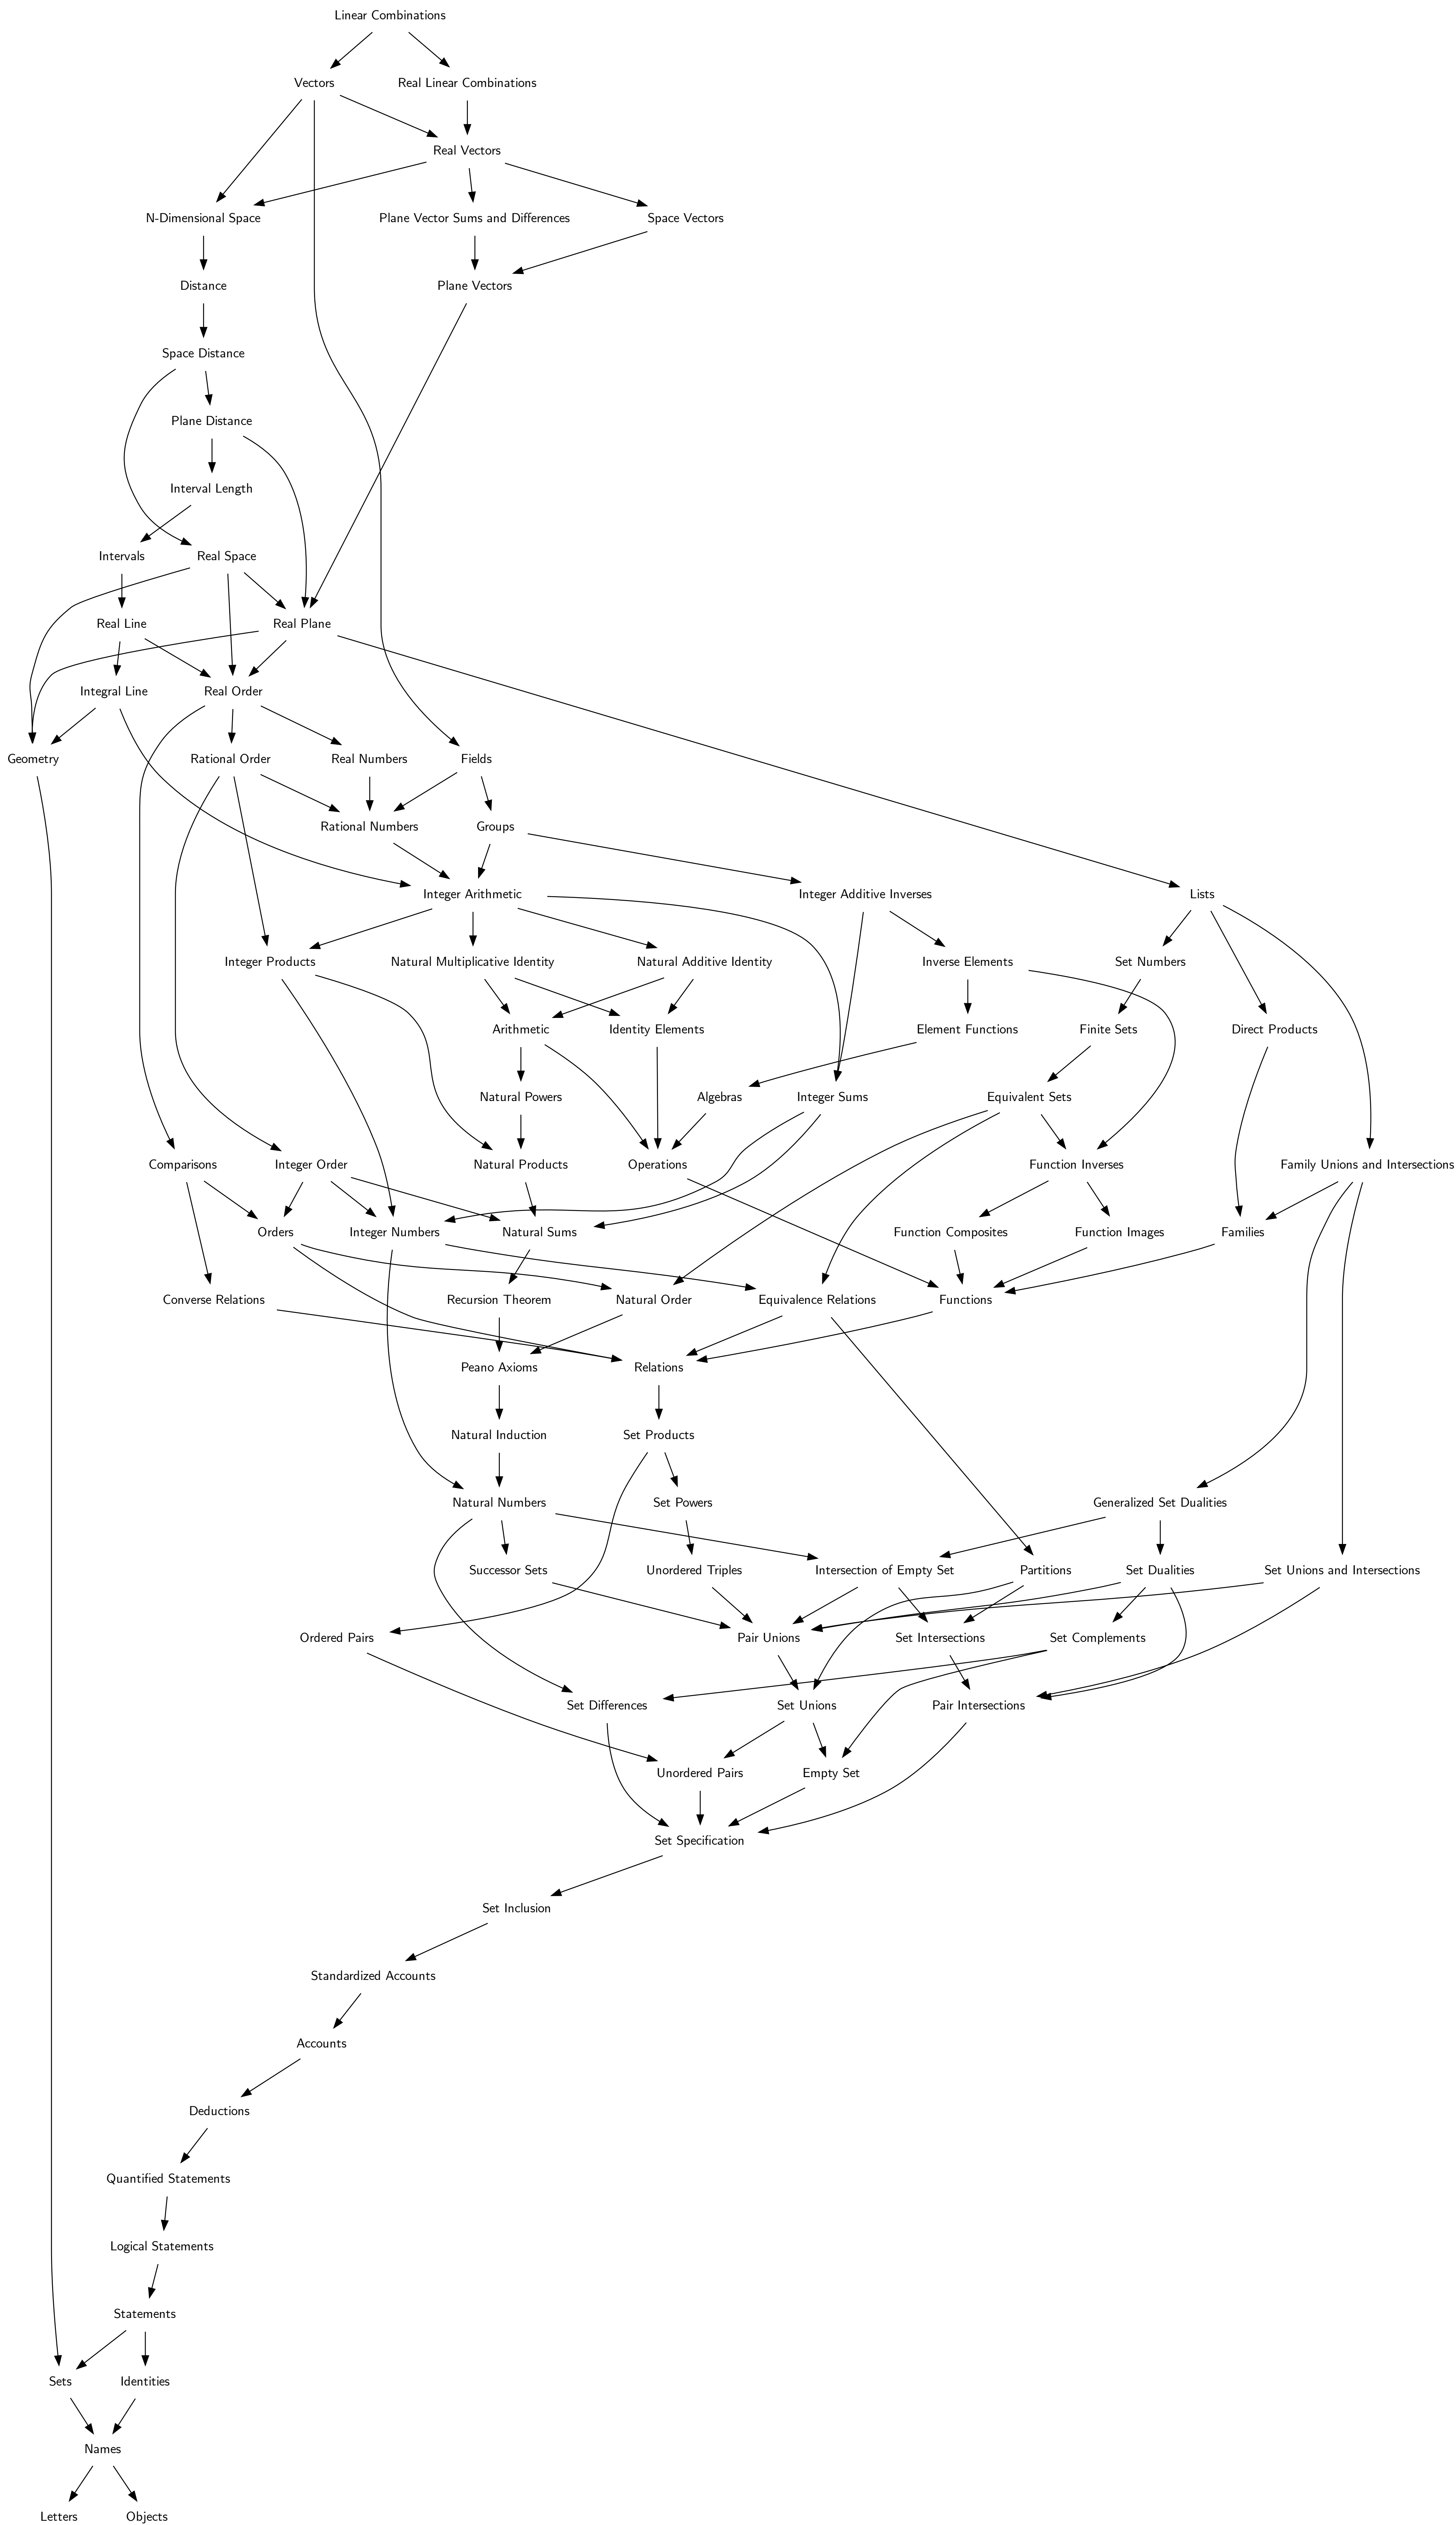 Linear Combinations
Vectors
Real Linear Combinations
Real Vectors
N-Dimensional Space
Plane Vector Sums and Differences
Space Vectors
Distance
Plane Vectors
Space Distance
Plane Distance
Interval Length
Intervals
Real Space
Real Line
Real Plane
Integral Line
Real Order
Geometry
Rational Order
Real Numbers
Fields
Rational Numbers
Groups
Integer Arithmetic
Integer Additive Inverses
Lists
Integer Products
Natural Multiplicative Identity
Natural Additive Identity
Inverse Elements
Set Numbers
Arithmetic
Identity Elements
Element Functions
Finite Sets
Direct Products
Natural Powers
Algebras
Integer Sums
Equivalent Sets
Comparisons
Integer Order
Natural Products
Operations
Function Inverses
Family Unions and Intersections
Orders
Integer Numbers
Natural Sums
Function Composites
Function Images
Families
Converse Relations
Recursion Theorem
Natural Order
Equivalence Relations
Functions
Peano Axioms
Relations
Natural Induction
Set Products
Natural Numbers
Set Powers
Generalized Set Dualities
Successor Sets
Unordered Triples
Intersection of Empty Set
Partitions
Set Dualities
Set Unions and Intersections
Ordered Pairs
Pair Unions
Set Intersections
Set Complements
Set Differences
Set Unions
Pair Intersections
Unordered Pairs
Empty Set
Set Specification
Set Inclusion
Standardized Accounts
Accounts
Deductions
Quantified Statements
Logical Statements
Statements
Sets
Identities
Names
Letters
Objects